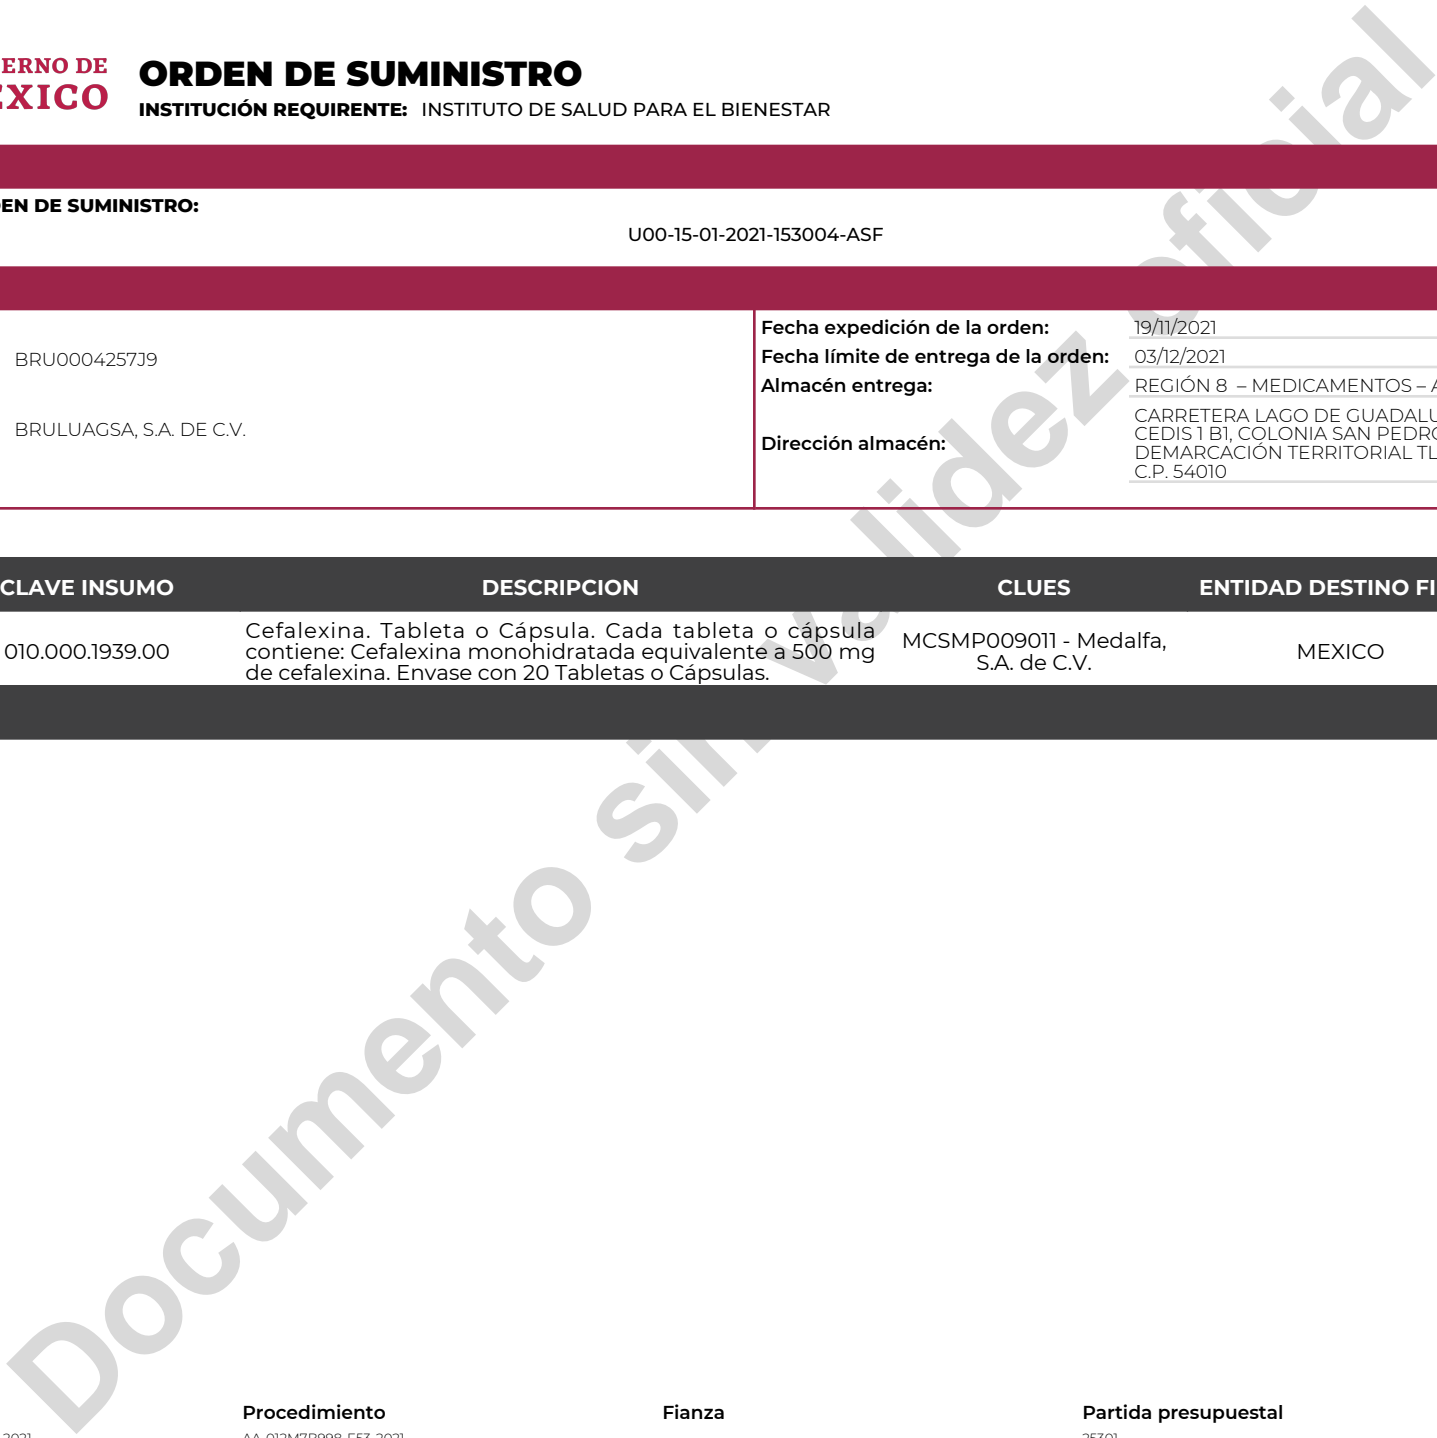 ERNO DE
ORDEN DE SUMINISTRO
INSTITUCIÓN REQUIRENTE: INSTITUTO DE SALUD PARA EL BIENESTAR
EN DE SUMINISTRO:
U00-15-01-2021-153004-ASF
BRU0004257J9
BRULUAGSA, S.A. DE C.V.
Fecha expedición de la orden: 19/11/2021
Fecha límite de entrega de la orden: 03/12/2021
Almacén entrega: REGIÓN 8 – MEDICAMENTOS – A
Dirección almacén: CARRETERA LAGO DE GUADALU
CEDIS 1 B1, COLONIA SAN PEDRO
DEMARCACIÓN TERRITORIAL TL
C.P. 54010
CLAVE INSUMO DESCRIPCION CLUES ENTIDAD DESTINO FI
010.000.1939.00
Cefalexina. Tableta o Cápsula. Cada tableta o cápsula
contiene: Cefalexina monohidratada equivalente a 500 mg
de cefalexina. Envase con 20 Tabletas o Cápsulas.
MCSMP009011 - Medalfa,
S.A. de C.V.
MEXICO
Documento sin validez oficial
Procedimiento Fianza Partida presupuestal